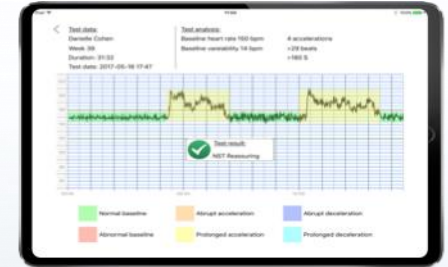 Test data:
Danielle Cohen
Week 39
Duration: 31:32
Test date: 2017-05-16 17:47
Test analysis:
Baseline heart rate 150 bpm
Baseline variability 14 bpm
4 accelerations
>29 beats
>160 S
Test result:
NST Reassuring
Normal baseline
Abrupt acceleration
Abrupt deceleration
Abnormal baseline
Prolonged acceleration
Prolonged deceleration